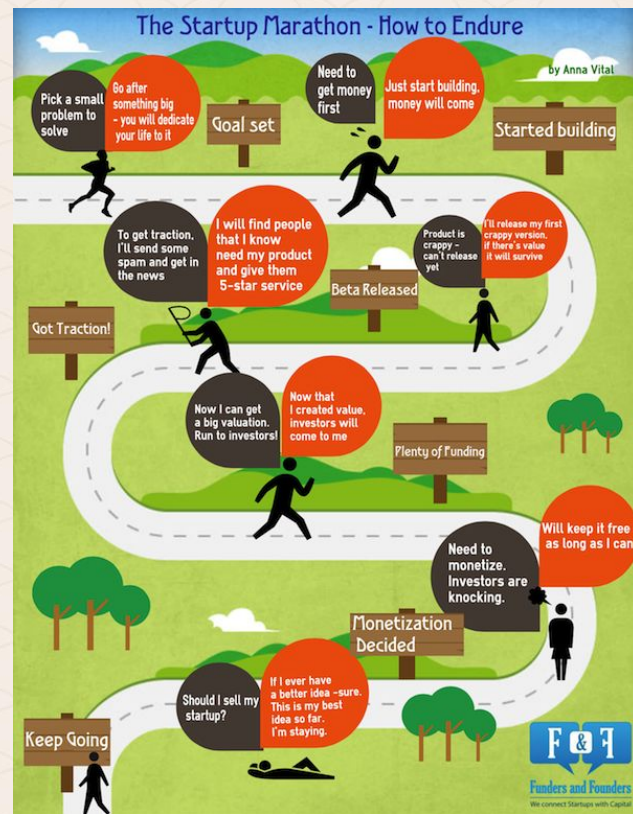 The Startup Marathon - How to Endure
by Anna Vital
Pick a small
problem to
solve
Go after
something big
- you will dedicate
your life to it
Goal set
Need to
get money
first
Just start building,
money will come
Started building
To get traction,
I'll send some
spam and get in
the news
I will find people
that I know
need my product
and give them
5-star service
Product is
crappy -
can't release
yet
I'll release my first
crappy version,
if there's value
it will survive
Beta Released
Got Traction!
Now I can get
a big valuation.
Run to investors!
Now that
I created value,
investors will
come to me
Plenty of Funding
Need to
monetize.
Investors are
knocking.
Will keep it free
as long as I can
Monetization
Decided
Should I sell my
startup?
If I ever have
a better idea -sure.
This is my best
idea so far.
I'm staying.
Keep Going
F & F
Funders and Founders
We connect Startups with Capital